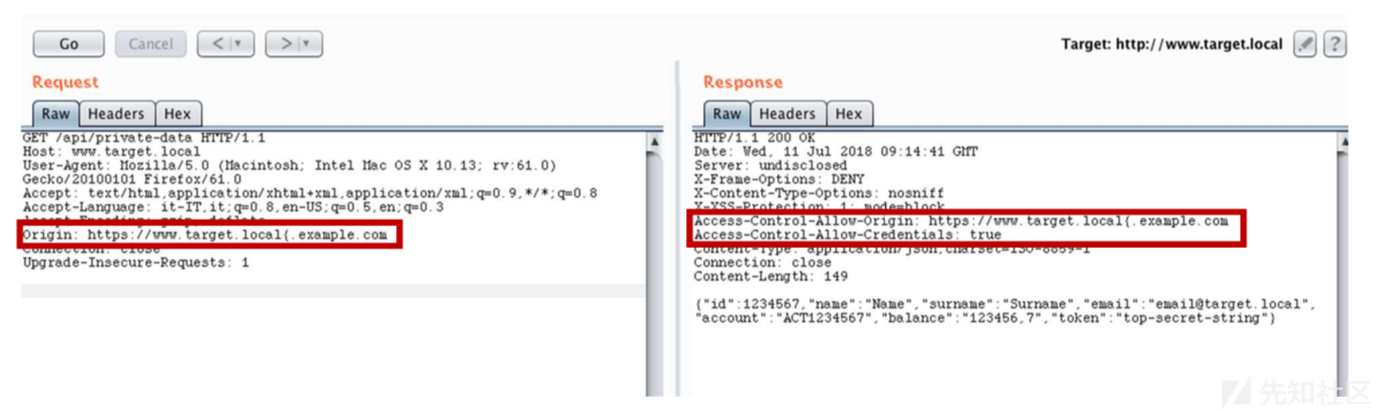 Go Cancel < > Target: http://www.target.local ?
Request
Raw Headers Hex
GET /api/private-data HTTP/1.1
Host: www.target.local
User-Agent: Mozilla/5.0 (Macintosh; Intel Mac OS X 10.13; rv:61.0)
Gecko/20100101 Firefox/61.0
Accept: text/html,application/xhtml+xml,application/xml;q=0.9,*/*;q=0.8
Accept-Language: it-IT,it;q=0.8,en-US;q=0.5,en;q=0.3
Accept-Encoding: gzip, deflate
Origin: https://www.target.local{.example.com
Connection: close
Upgrade-Insecure-Requests: 1
Response
Raw Headers Hex
HTTP/1.1 200 OK
Date: Wed, 11 Jul 2018 09:14:41 GMT
Server: undisclosed
X-Frame-Options: DENY
X-Content-Type-Options: nosniff
X-XSS-Protection: 1; mode=block
Access-Control-Allow-Origin: https://www.target.local{.example.com
Access-Control-Allow-Credentials: true
Content-Type: application/json;charset=ISO-8859-1
Connection: close
Content-Length: 149
{"id":1234567,"name":"Name","surname":"Surname","email":"email@target.local",
"account":"ACT1234567","balance":"123456,7","token":"top-secret-string"}
先知社区